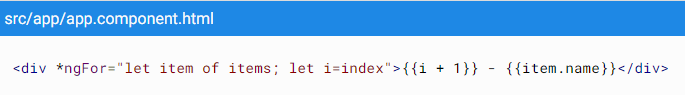 src/app/app.component.html
<div *ngFor="let item of items; let i=index">{{i + 1}} - {{item.name}}</div>